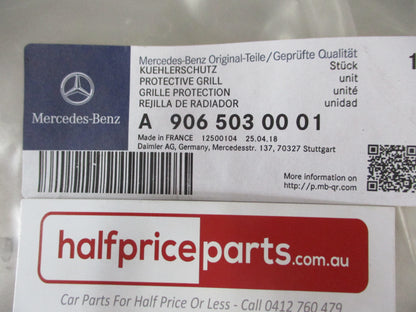 Mercedes-Benz
Mercedes-Benz Original-Teile/Geprüfte Qualität
KUEHLERSCHUTZ Stück 1
PROTECTIVE GRILL unit
GRILLE PROTECTION unité
REJILLA DE RADIADOR unidad
A 906 503 00 01
Made in FRANCE 12500104 25.04.18
Daimler AG, Germany, Mercedesstr. 137, 70327 Stuttgart
More information on
http://p.mb-qr.com
halfpriceparts.com.au
Car Parts For Half Price Or Less - Call 0412 760 479